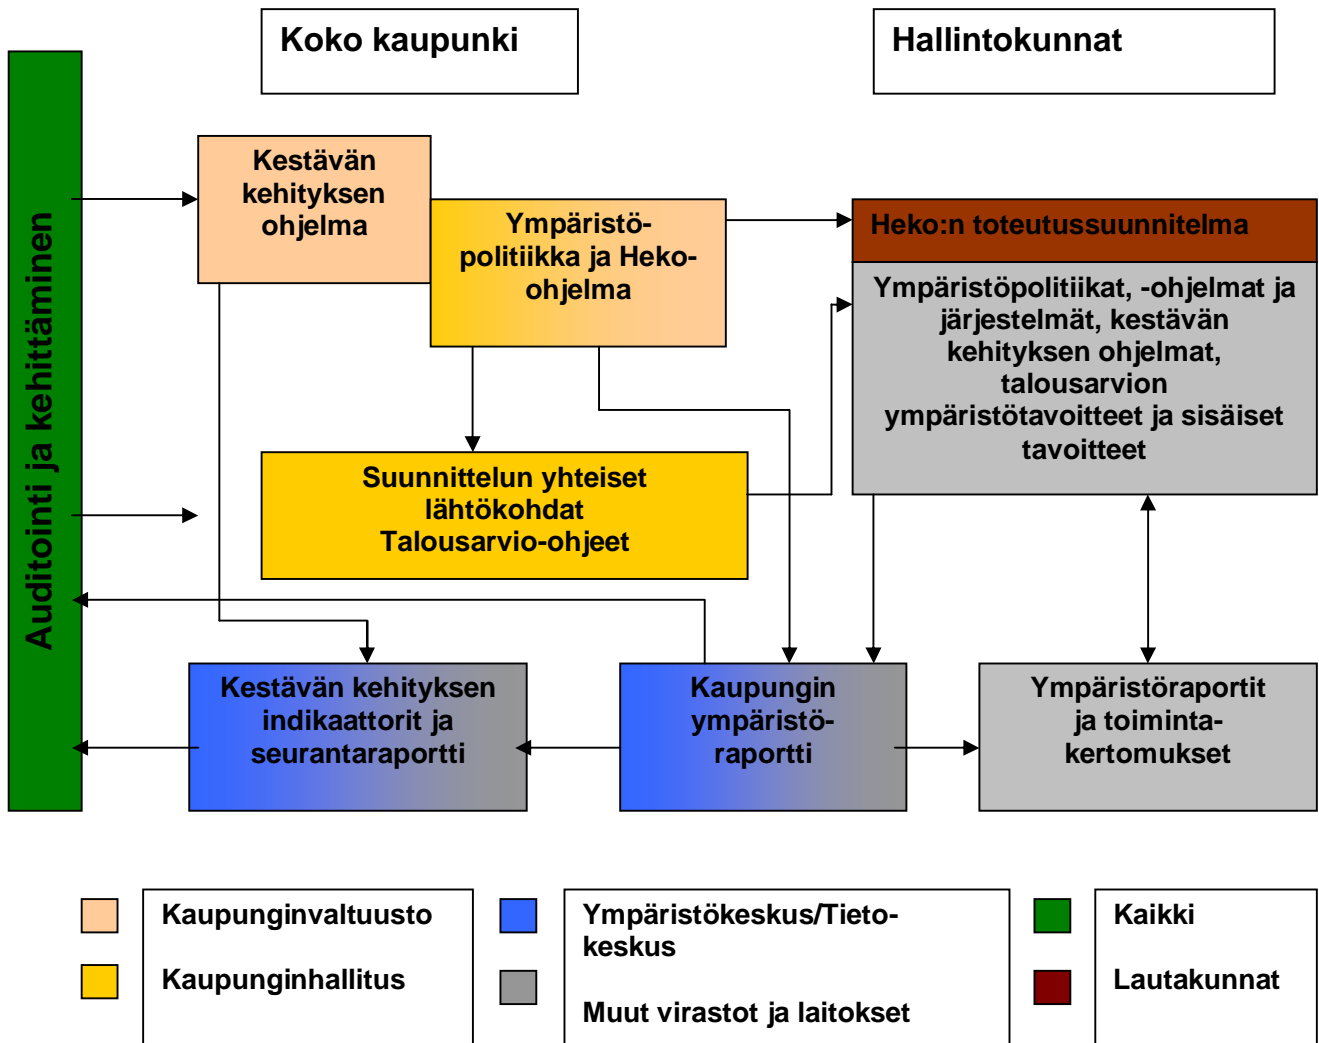 Koko kaupunki
Hallintokunnat
Auditointi ja kehittäminen
Kestävän
kehityksen
ohjelma
Ympäristö-
politiikka ja Heko-
ohjelma
Heko:n toteutussuunnitelma
Ympäristöpolitiikat, -ohjelmat ja
järjestelmät, kestävän
kehityksen ohjelmat,
talousarvion
ympäristötavoitteet ja sisäiset
tavoitteet
Suunnittelun yhteiset
lähtökohdat
Talousarvio-ohjeet
Kestävän kehityksen
indikaattorit ja
seurantaraportti
Kaupungin
ympäristö-
raportti
Ympäristöraportit
ja toiminta-
kertomukset
Kaupunginvaltuusto
Kaupunginhallitus
Ympäristökeskus/Tieto-
keskus
Muut virastot ja laitokset
Kaikki
Lautakunnat